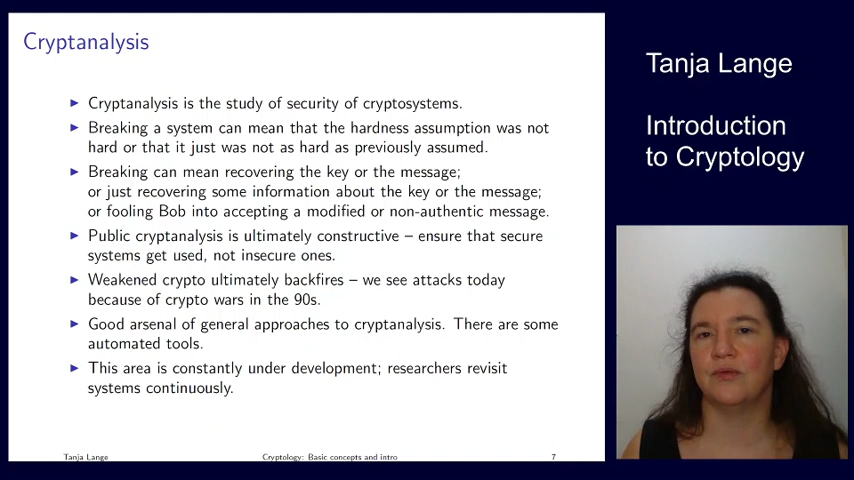 Cryptanalysis
▶ Cryptanalysis is the study of security of cryptosystems.
▶ Breaking a system can mean that the hardness assumption was not
hard or that it just was not as hard as previously assumed.
▶ Breaking can mean recovering the key or the message;
or just recovering some information about the key or the message;
or fooling Bob into accepting a modified or non-authentic message.
▶ Public cryptanalysis is ultimately constructive – ensure that secure
systems get used, not insecure ones.
▶ Weakened crypto ultimately backfires – we see attacks today
because of crypto wars in the 90s.
▶ Good arsenal of general approaches to cryptanalysis. There are some
automated tools.
▶ This area is constantly under development; researchers revisit
systems continuously.
Tanja Lange Cryptology: Basic concepts and intro 7
Tanja Lange
Introduction
to Cryptology